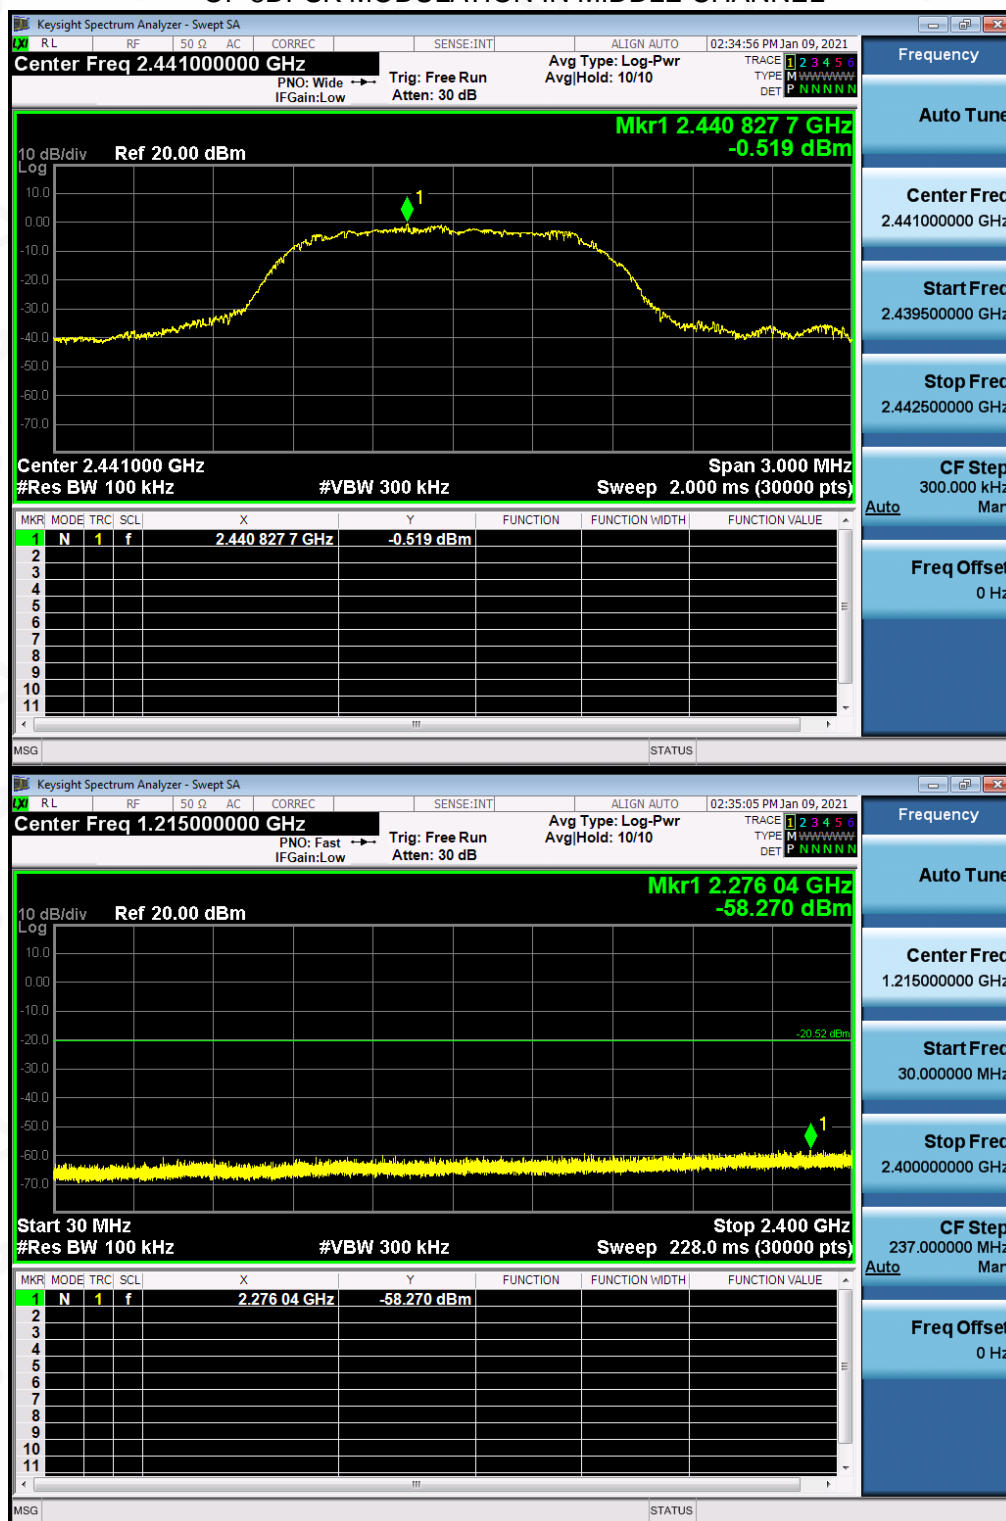 Keysight Spectrum Analyzer - Swept SA
LXI RL RF 50 Ω AC CORREC SENSE:INT ALIGN AUTO 02:34:56 PM Jan 09, 2021
Center Freq 2.441000000 GHz
PNO: Wide
IFGain:Low
Trig: Free Run
Atten: 30 dB
Avg Type: Log-Pwr
Avg|Hold: 10/10
TRACE 1 2 3 4 5 6
TYPE M WWWWW
DET P N N N N N
Frequency
Auto Tune
Center Freq
2.441000000 GHz
Start Freq
2.439500000 GHz
Stop Freq
2.442500000 GHz
CF Step
300.000 kHz
Auto Man
Freq Offset
0 Hz
Mkr1 2.440 827 7 GHz
-0.519 dBm
10 dB/div Ref 20.00 dBm
Log
10.0
0.00
-10.0
-20.0
-30.0
-40.0
-50.0
-60.0
-70.0
1
Center 2.441000 GHz Span 3.000 MHz
#Res BW 100 kHz #VBW 300 kHz Sweep 2.000 ms (30000 pts)
MKR MODE TRC SCL X Y FUNCTION FUNCTION WIDTH FUNCTION VALUE
1 N 1 f 2.440 827 7 GHz -0.519 dBm
2
3
4
5
6
7
8
9
10
11
MSG STATUS
Keysight Spectrum Analyzer - Swept SA
LXI RL RF 50 Ω AC CORREC SENSE:INT ALIGN AUTO 02:35:05 PM Jan 09, 2021
Center Freq 1.215000000 GHz
PNO: Fast
IFGain:Low
Trig: Free Run
Atten: 30 dB
Avg Type: Log-Pwr
Avg|Hold: 10/10
TRACE 1 2 3 4 5 6
TYPE M WWWWW
DET P N N N N N
Frequency
Auto Tune
Center Freq
1.215000000 GHz
Start Freq
30.000000 MHz
Stop Freq
2.400000000 GHz
CF Step
237.000000 MHz
Auto Man
Freq Offset
0 Hz
Mkr1 2.276 04 GHz
-58.270 dBm
10 dB/div Ref 20.00 dBm
Log
10.0
0.00
-10.0
-20.0
-30.0
-40.0
-50.0
-60.0
-70.0
-20.52 dBm
1
Start 30 MHz Stop 2.400 GHz
#Res BW 100 kHz #VBW 300 kHz Sweep 228.0 ms (30000 pts)
MKR MODE TRC SCL X Y FUNCTION FUNCTION WIDTH FUNCTION VALUE
1 N 1 f 2.276 04 GHz -58.270 dBm
2
3
4
5
6
7
8
9
10
11
MSG STATUS